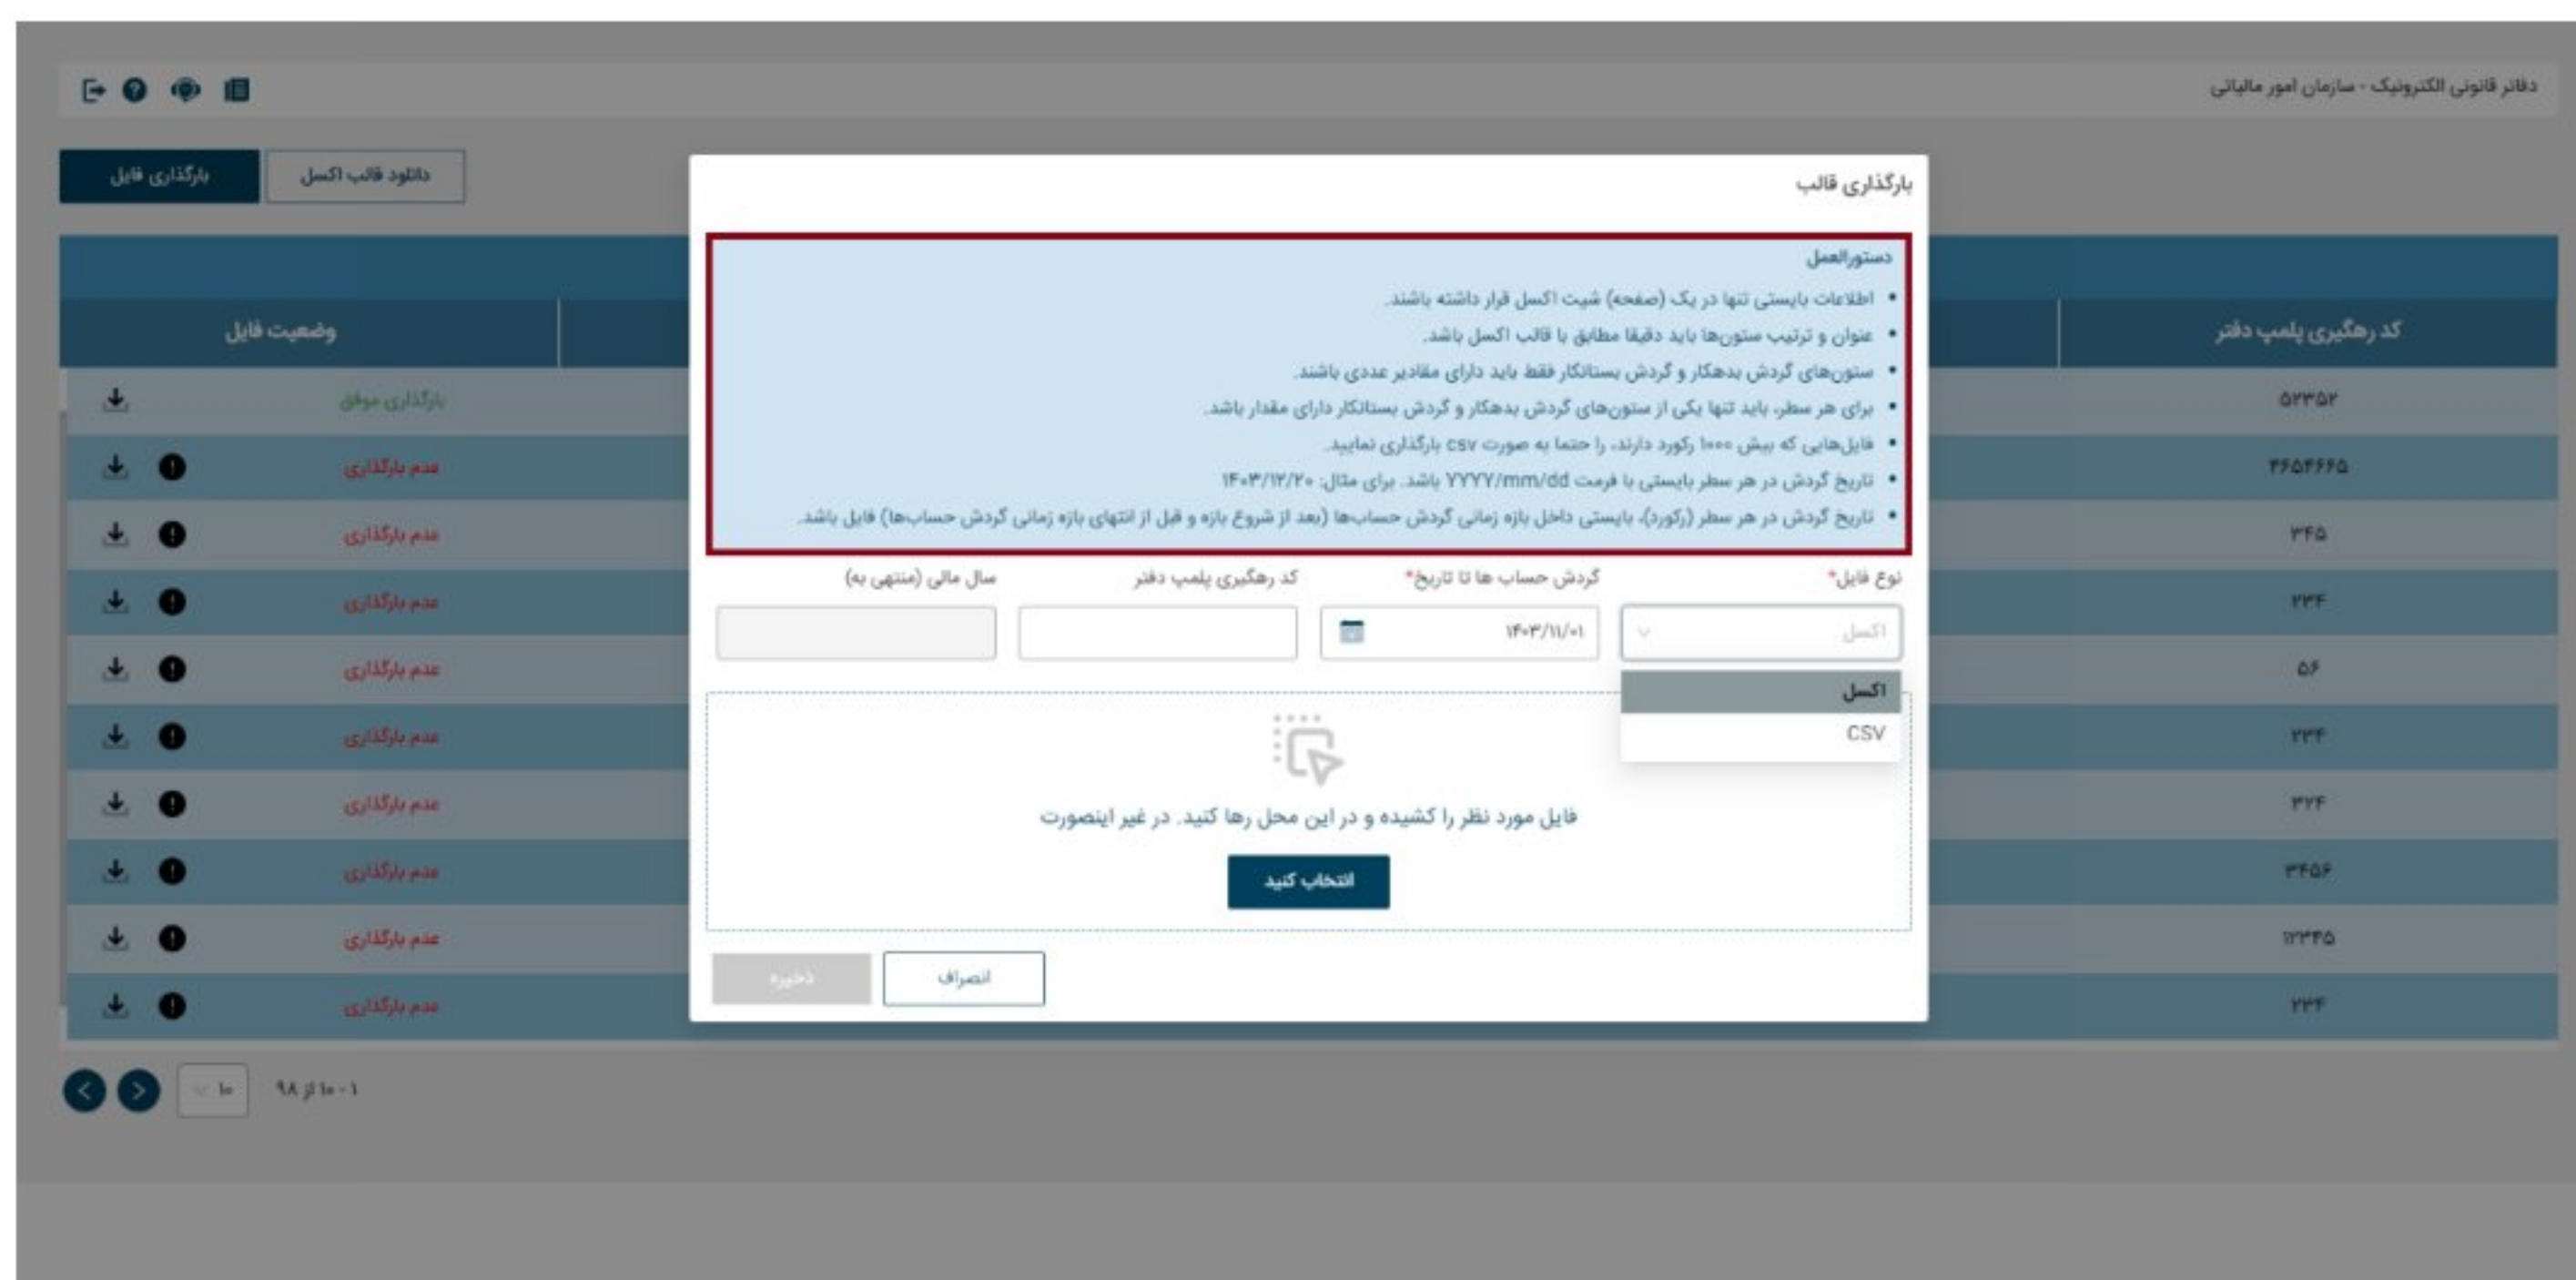 دفاتر قانونی الکترونیک - سازمان امور مالیاتی
دانلود قالب اکسل
بارگذاری فایل
کد رهگیری پلمپ دفتر
وضعیت فایل
۵۲۳۵۲
بارگذاری موفق
۴۶۵۴۶۶۵
عدم بارگذاری
۳۴۵
عدم بارگذاری
۲۳۴
عدم بارگذاری
۵۶
عدم بارگذاری
۲۳۴
عدم بارگذاری
۳۲۴
عدم بارگذاری
۳۴۵۶
عدم بارگذاری
۱۲۳۴۵
عدم بارگذاری
۲۳۴
عدم بارگذاری
۱ - ۱۰ از ۹۸
۱۰
بارگذاری قالب
دستورالعمل
• اطلاعات بایستی تنها در یک (صفحه) شیت اکسل قرار داشته باشند.
• عنوان و ترتیب ستون‌ها باید دقیقا مطابق با قالب اکسل باشد.
• ستون‌های گردش بدهکار و گردش بستانکار فقط باید دارای مقادیر عددی باشند.
• برای هر سطر، باید تنها یکی از ستون‌های گردش بدهکار و گردش بستانکار دارای مقدار باشد.
• فایل‌هایی که بیش ۱۰۰۰۰ رکورد دارند، را حتما به صورت csv بارگذاری نمایید.
• تاریخ گردش در هر سطر بایستی با فرمت YYYY/mm/dd باشد. برای مثال: ۱۴۰۳/۱۲/۲۰
• تاریخ گردش در هر سطر (رکورد)، بایستی داخل بازه زمانی گردش حساب‌ها (بعد از شروع بازه و قبل از انتهای بازه زمانی گردش حساب‌ها) فایل باشد.
نوع فایل*
گردش حساب ها تا تاریخ*
کد رهگیری پلمپ دفتر
سال مالی (منتهی به)
اکسل
۱۴۰۳/۱۱/۰۱
اکسل
CSV
فایل مورد نظر را کشیده و در این محل رها کنید. در غیر اینصورت
انتخاب کنید
انصراف
ذخیره